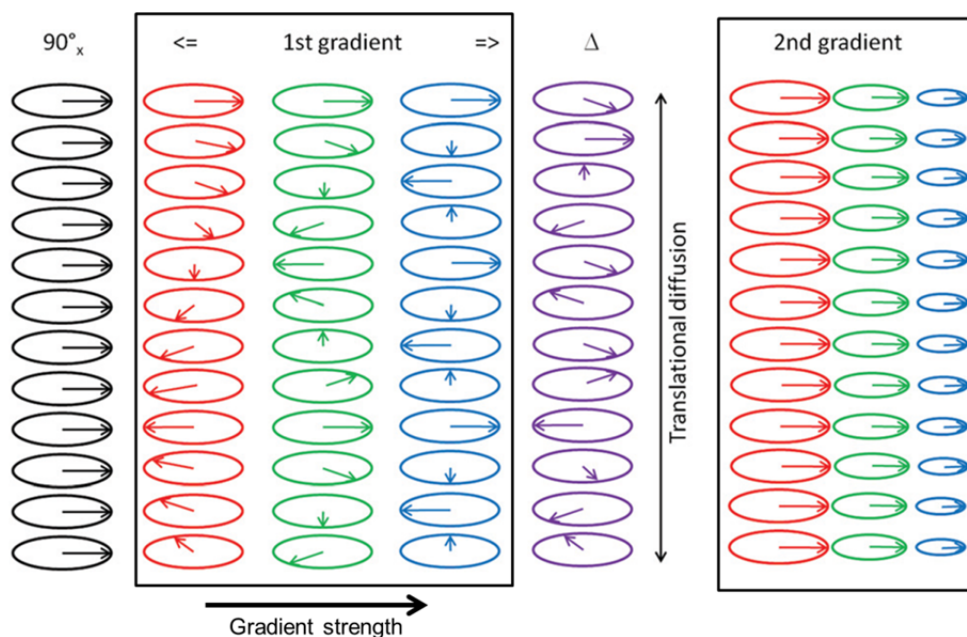 90°x <= 1st gradient => Δ 2nd gradient
Translational diffusion
Gradient strength